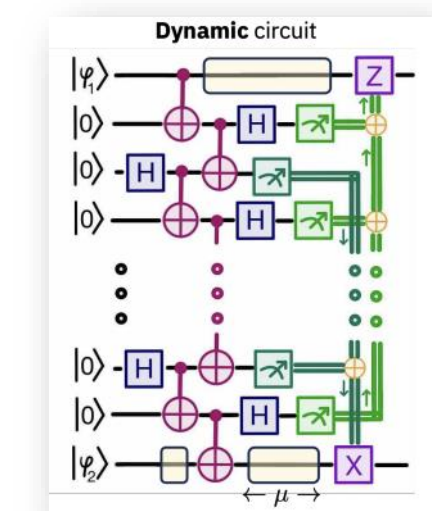 Dynamic circuit
|φ₁⟩ Z
|0⟩ H
|0⟩ H
|0⟩ H
|0⟩ H
|0⟩ H
|φ₂⟩ X
← μ →